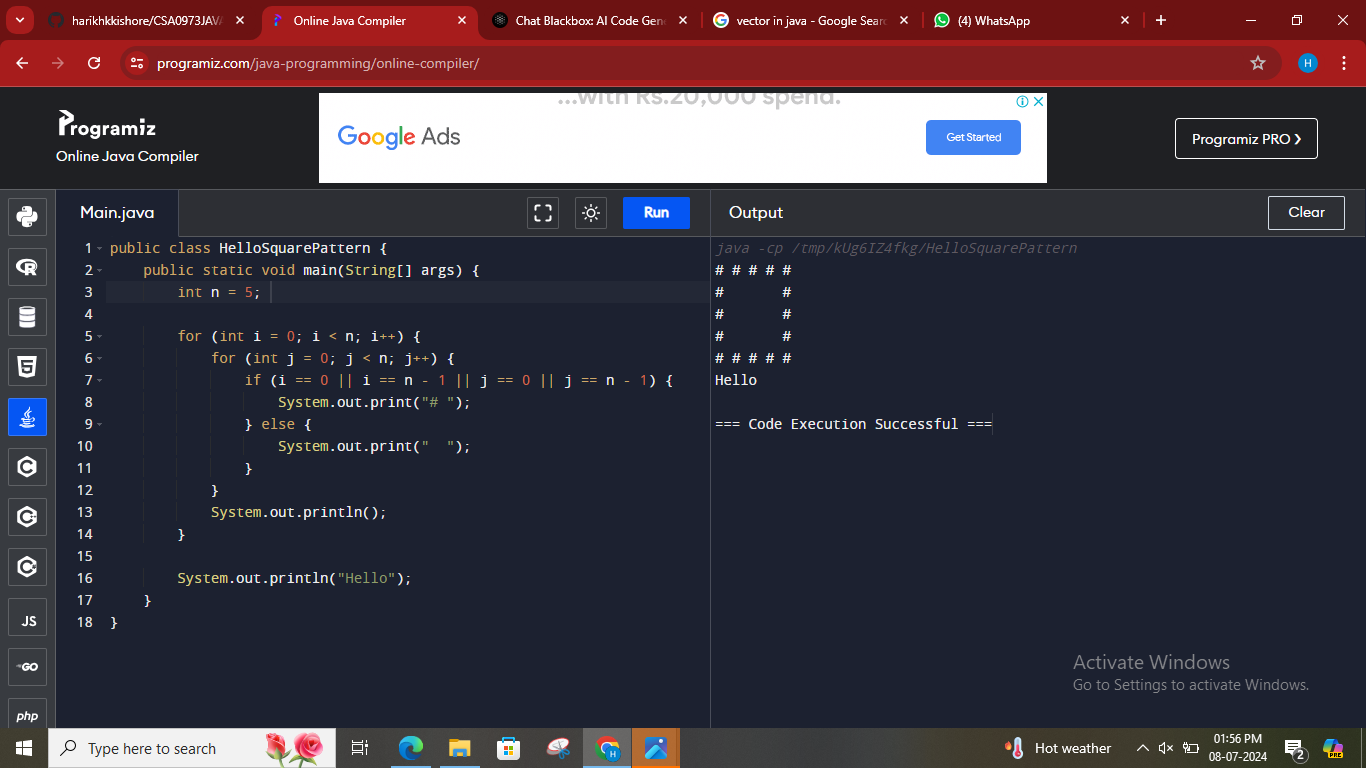 harikhkkishore/CSA0973JAVA
Online Java Compiler
Chat Blackbox: AI Code Gene
vector in java - Google Searc
(4) WhatsApp
programiz.com/java-programming/online-compiler/
H
Programiz
Online Java Compiler
...with Rs.20,000 spend.
Google Ads
Get Started
Programiz PRO
Main.java
Run
Output
Clear
1 public class HelloSquarePattern {
2     public static void main(String[] args) {
3         int n = 5;
4
5         for (int i = 0; i < n; i++) {
6             for (int j = 0; j < n; j++) {
7                 if (i == 0 || i == n - 1 || j == 0 || j == n - 1) {
8                     System.out.print("# ");
9                 } else {
10                     System.out.print("  ");
11                 }
12             }
13             System.out.println();
14         }
15
16         System.out.println("Hello");
17     }
18 }
java -cp /tmp/kUg6IZ4fkg/HelloSquarePattern
# # # # #
#       #
#       #
#       #
# # # # #
Hello
=== Code Execution Successful ===
JS
GO
php
Activate Windows
Go to Settings to activate Windows.
Type here to search
H
Hot weather
01:56 PM
08-07-2024
2
PRE